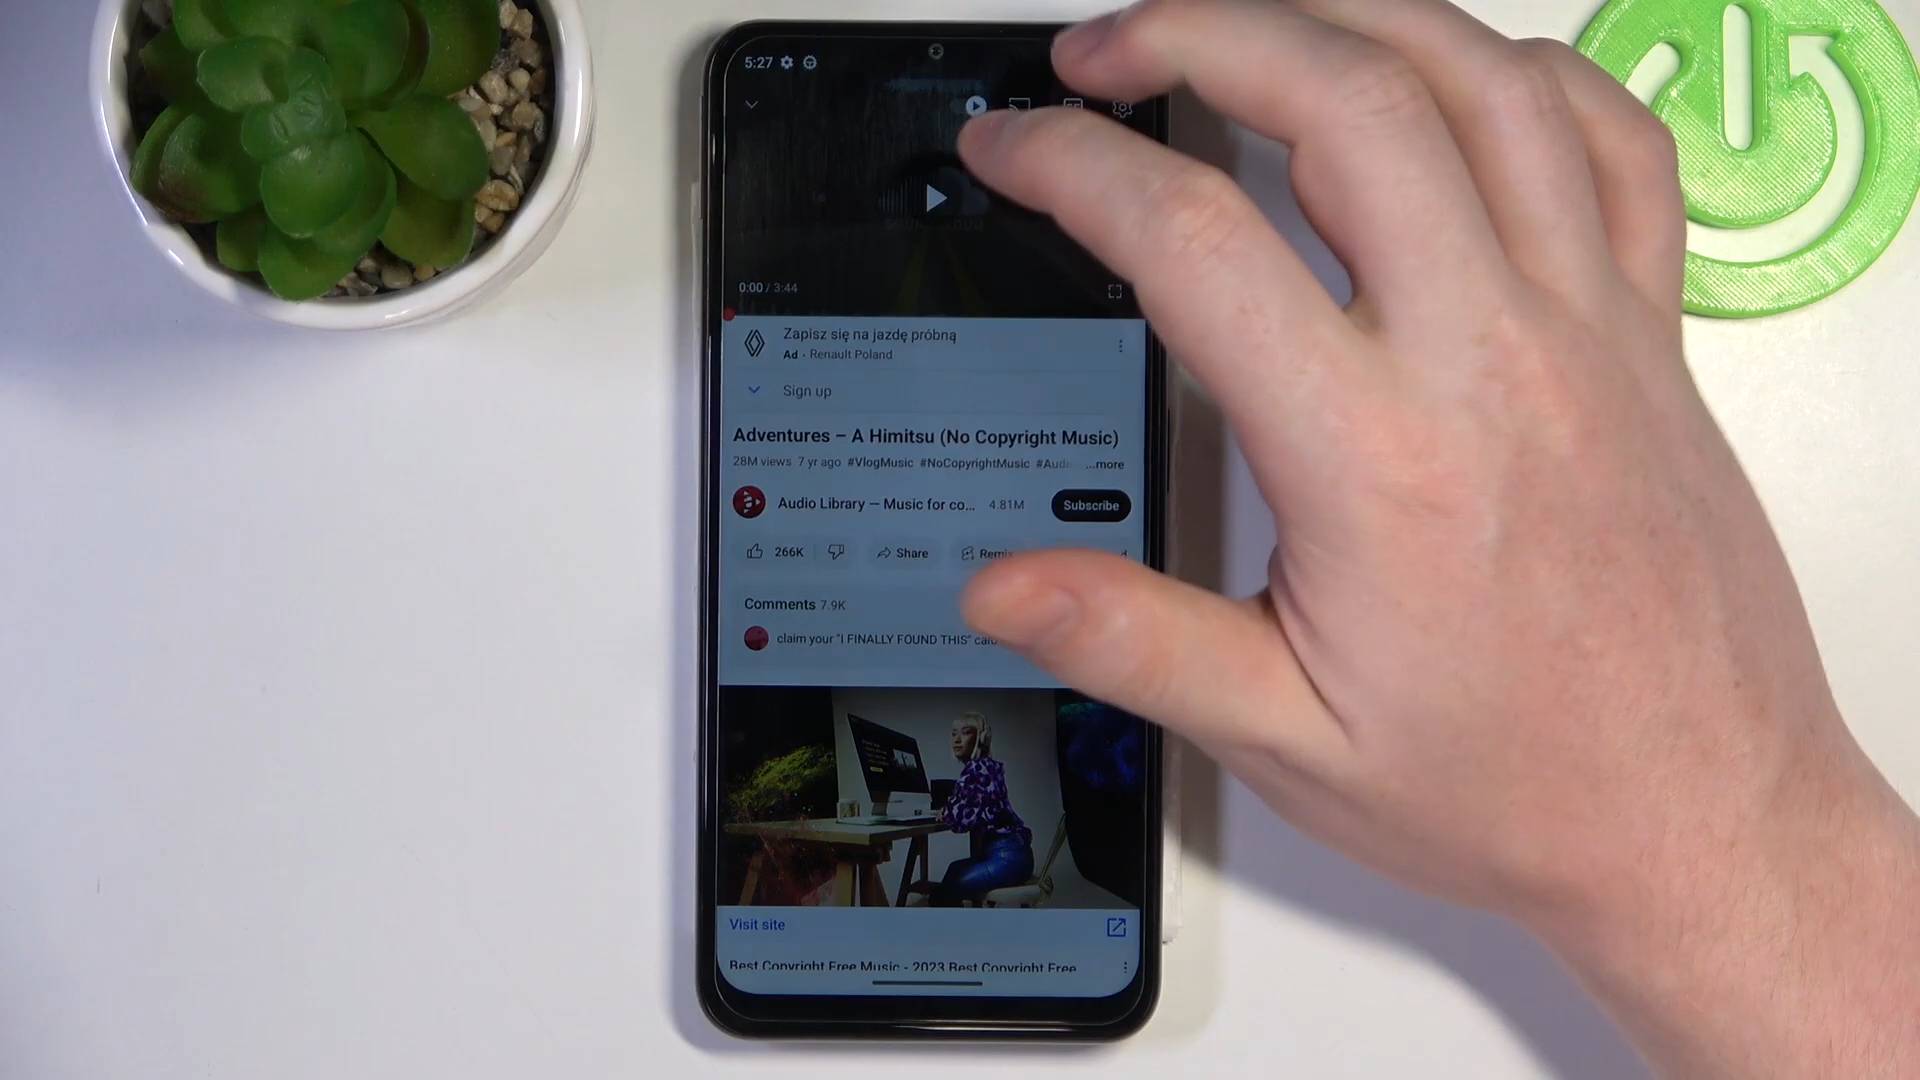 5:27
0:00 / 3:44
Zapisz się na jazdę próbną
Ad - Renault Poland
Sign up
Adventures – A Himitsu (No Copyright Music)
28M views 7 yr ago #VlogMusic #NoCopyrightMusic #Audi ...more
Audio Library — Music for co... 4.81M Subscribe
266K Share Remix
Comments 7.9K
claim your "I FINALLY FOUND THIS"
Visit site
Best Copyright Free Music - 2023 Best Copyright Free